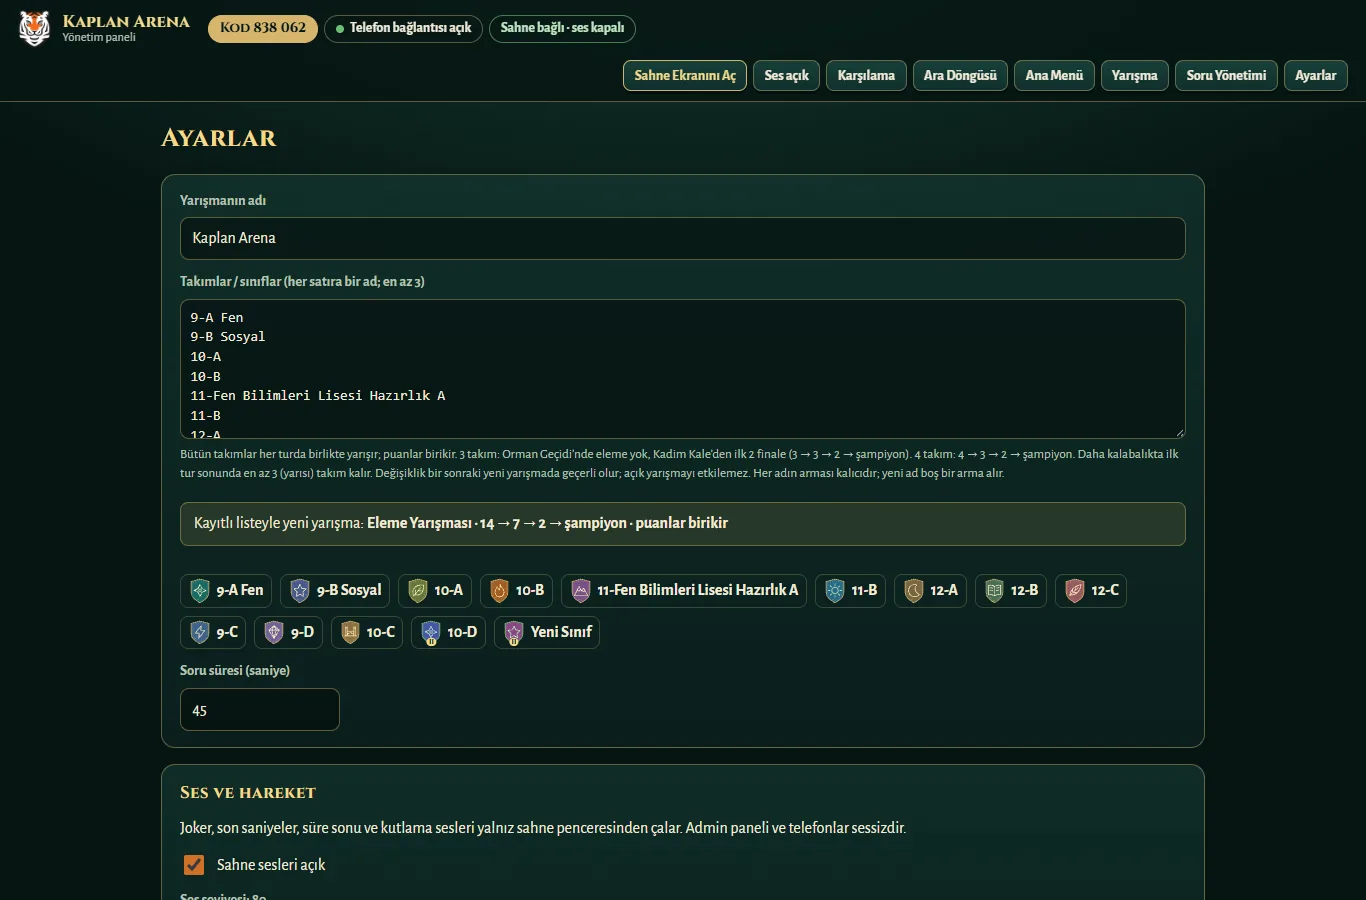 Kaplan Arena
Yönetim paneli
Kod 838 062
Telefon bağlantısı açık
Sahne bağlı · ses kapalı
Sahne Ekranını Aç
Ses açık
Karşılama
Ara Döngüsü
Ana Menü
Yarışma
Soru Yönetimi
Ayarlar
Ayarlar
Yarışmanın adı
Kaplan Arena
Takımlar / sınıflar (her satıra bir ad; en az 3)
9-A Fen
9-B Sosyal
10-A
10-B
11-Fen Bilimleri Lisesi Hazırlık A
11-B
12-A
Bütün takımlar her turda birlikte yarışır; puanlar birikir. 3 takım: Orman Geçidi'nde eleme yok, Kadim Kale'den ilk 2 finale (3 → 3 → 2 → şampiyon). 4 takım: 4 → 3 → 2 → şampiyon. Daha kalabalıkta ilk
tur sonunda en az 3 (yarısı) takım kalır. Değişiklik bir sonraki yeni yarışmada geçerli olur; açık yarışmayı etkilemez. Her adın arması kalıcıdır; yeni ad boş bir arma alır.
Kayıtlı listeyle yeni yarışma: Eleme Yarışması · 14 → 7 → 2 → şampiyon · puanlar birikir
9-A Fen
9-B Sosyal
10-A
10-B
11-Fen Bilimleri Lisesi Hazırlık A
11-B
12-A
12-B
12-C
9-C
9-D
10-C
10-D
Yeni Sınıf
Soru süresi (saniye)
45
Ses ve hareket
Joker, son saniyeler, süre sonu ve kutlama sesleri yalnız sahne penceresinden çalar. Admin paneli ve telefonlar sessizdir.
Sahne sesleri açık
Ses seviyesi: 80